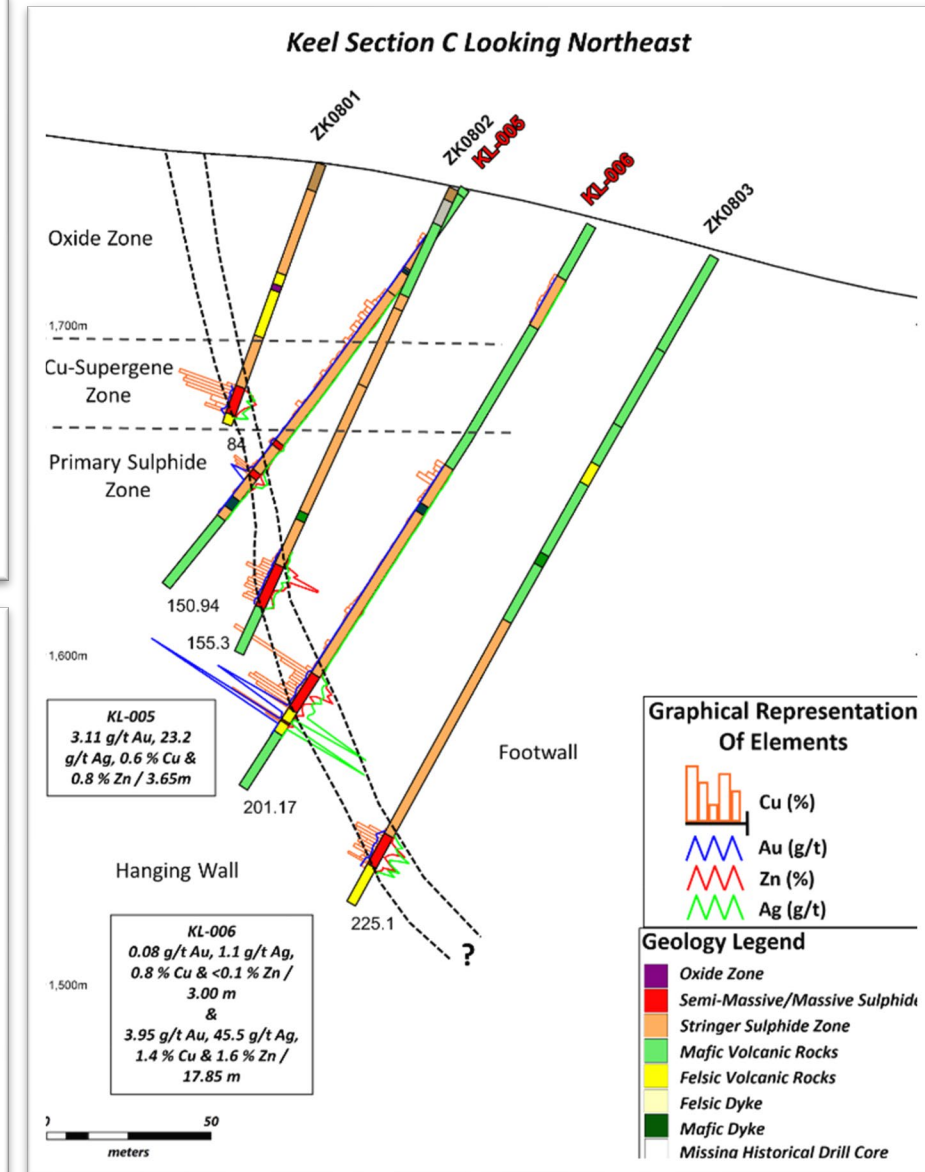 Keel Section C Looking Northeast
ZK0801
ZK0802
KL-005
KL-006
ZK0803
Oxide Zone
1,700m
Cu-Supergene
Zone
84
Primary Sulphide
Zone
150.94
155.3
1,600m
KL-005
3.11 g/t Au, 23.2
g/t Ag, 0.6 % Cu &
0.8 % Zn / 3.65m
201.17
Footwall
Hanging Wall
225.1
?
KL-006
0.08 g/t Au, 1.1 g/t Ag,
0.8 % Cu & <0.1 % Zn /
3.00 m
&
3.95 g/t Au, 45.5 g/t Ag,
1.4 % Cu & 1.6 % Zn /
17.85 m
1,500m
0 50
meters
Graphical Representation
Of Elements
Cu (%)
Au (g/t)
Zn (%)
Ag (g/t)
Geology Legend
Oxide Zone
Semi-Massive/Massive Sulphide
Stringer Sulphide Zone
Mafic Volcanic Rocks
Felsic Volcanic Rocks
Felsic Dyke
Mafic Dyke
Missing Historical Drill Core